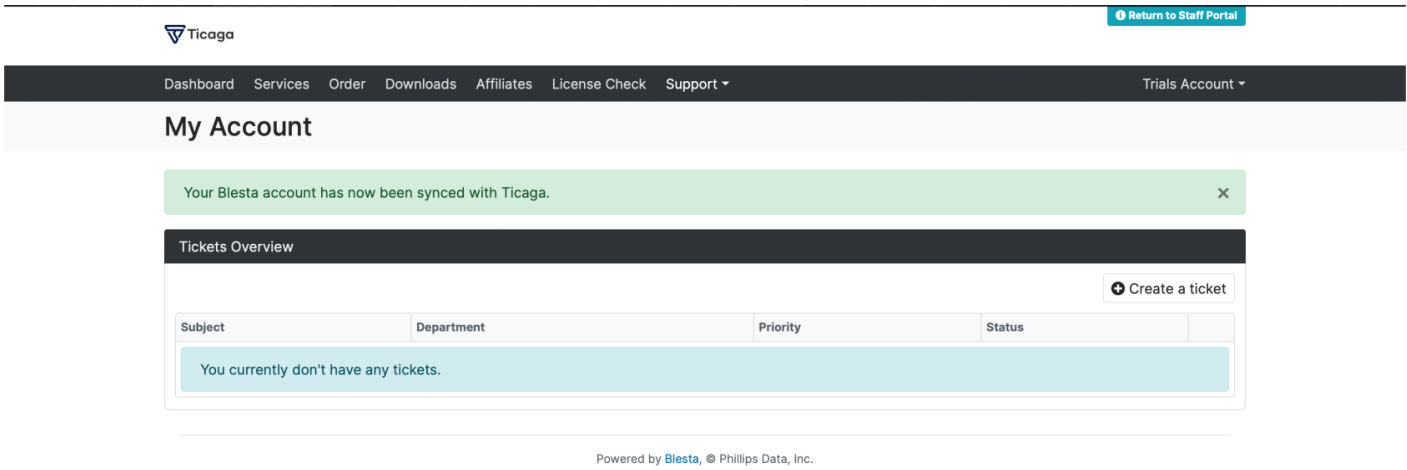 Return to Staff Portal
Ticaga
Dashboard Services Order Downloads Affiliates License Check Support Trials Account
My Account
Your Blesta account has now been synced with Ticaga. ×
Tickets Overview
Create a ticket
Subject Department Priority Status
You currently don't have any tickets.
Powered by Blesta, © Phillips Data, Inc.